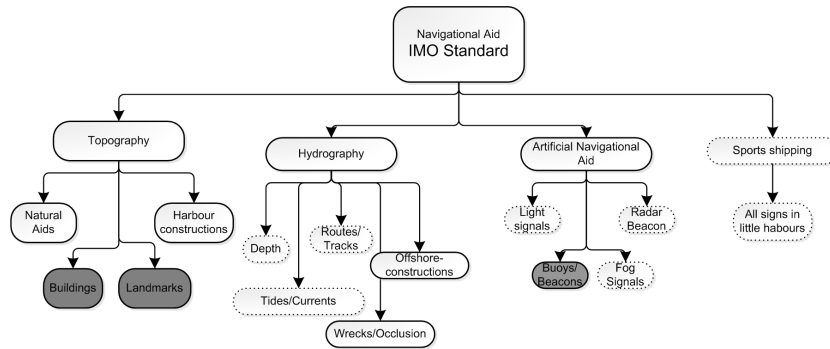 Navigational Aid
IMO Standard
Topography
Hydrography
Artificial Navigational
Aid
Sports shipping
Natural
Aids
Harbour
constructions
Buildings
Landmarks
Depth
Routes/
Tracks
Offshore-
constructions
Tides/Currents
Wrecks/Occlusion
Light
signals
Radar
Beacon
Buoys/
Beacons
Fog
Signals
All signs in
little habours